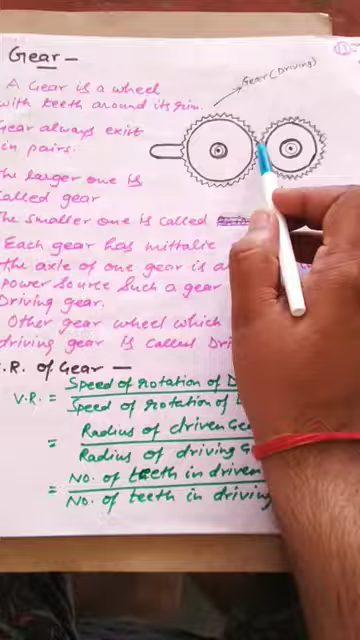 Gear —
Gear (Driving)
A Gear is a wheel
with teeth around its rim.
Gear always exist
in pairs.
The larger one is
called gear
The smaller one is called
Each gear has
The axle of one gear is a
power source Such a gear
Driving gear.
Other gear wheel which
driving gear is called Dri
.R. of Gear —
V.R. = Speed of rotation of D
Speed of rotation of
= Radius of driven Gea
Radius of driving G
= No. of teeth in driven
No. of teeth in driving